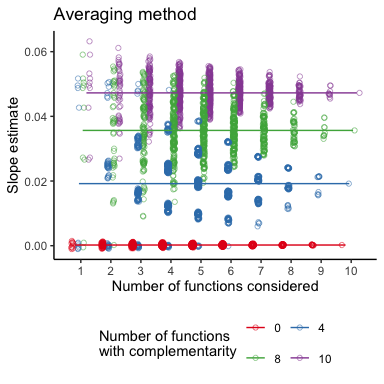 Averaging method
Slope estimate
0.06
0.04
0.02
0.00
1 2 3 4 5 6 7 8 9 10
Number of functions considered
Number of functions
with complementarity
0 4
8 10